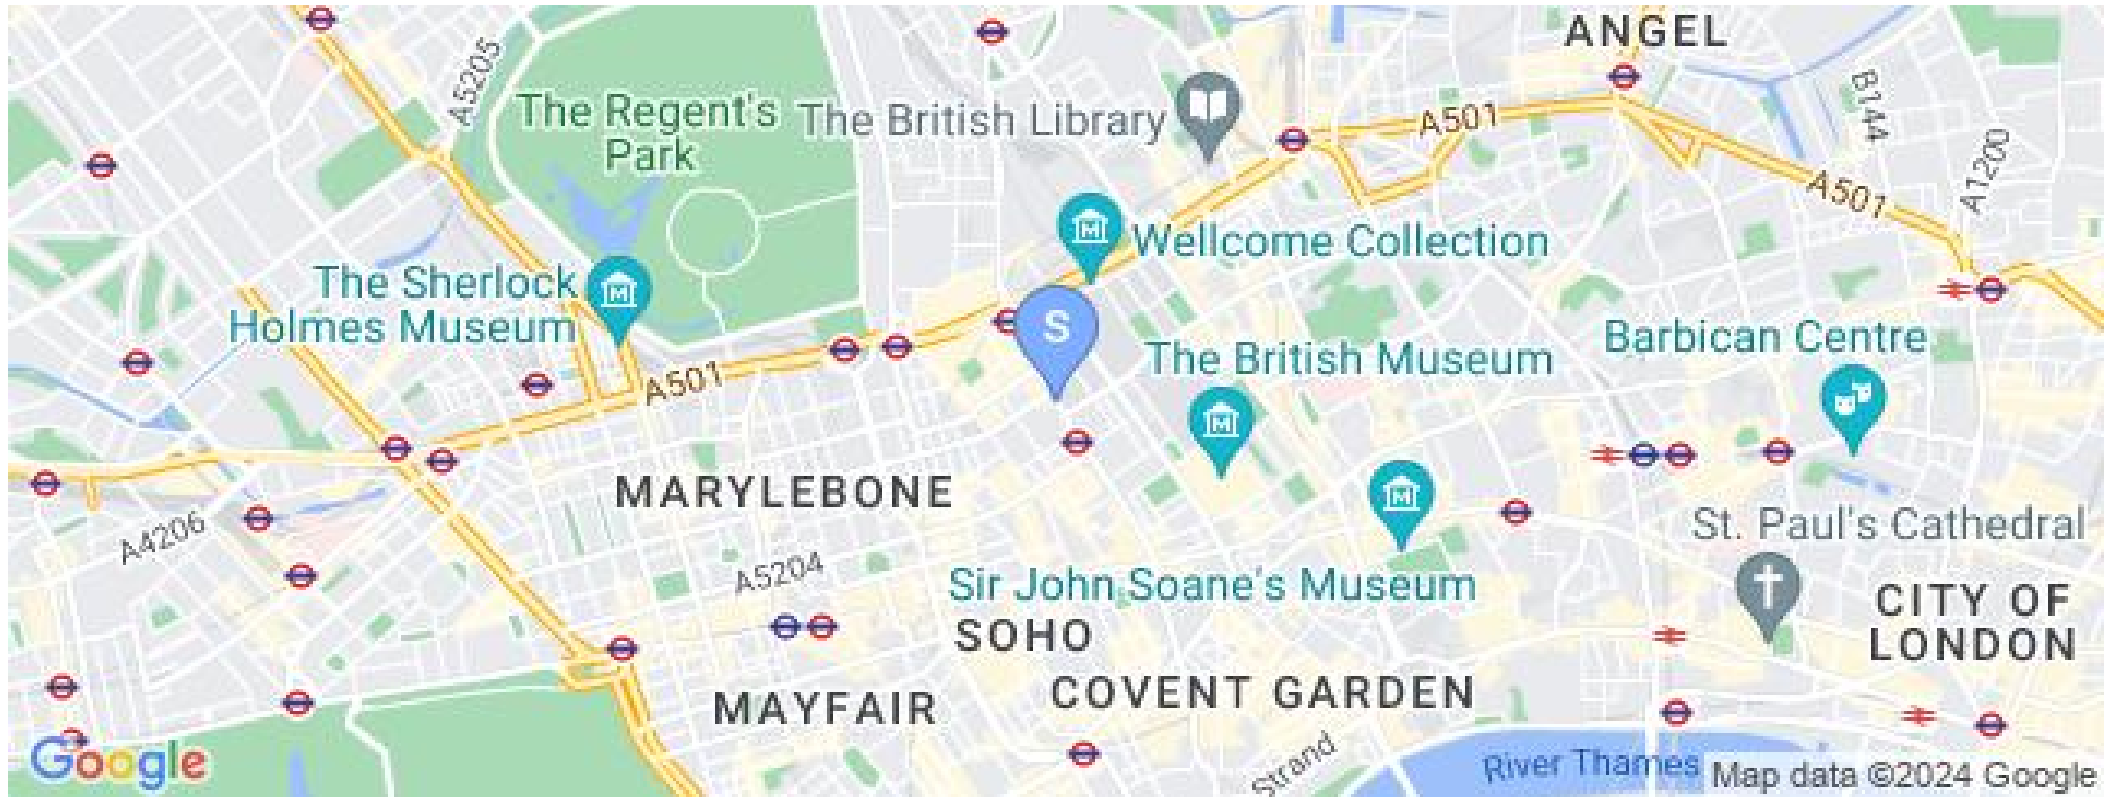 ANGEL
A5205
The Regent's
Park
The British Library
A501
B144
A1200
A501
Wellcome Collection
The Sherlock
Holmes Museum
S
Barbican Centre
The British Museum
A501
MARYLEBONE
A4206
A5204
St. Paul's Cathedral
Sir John Soane's Museum
CITY OF
LONDON
SOHO
COVENT GARDEN
MAYFAIR
Google
Strand
River Thames
Map data ©2024 Google